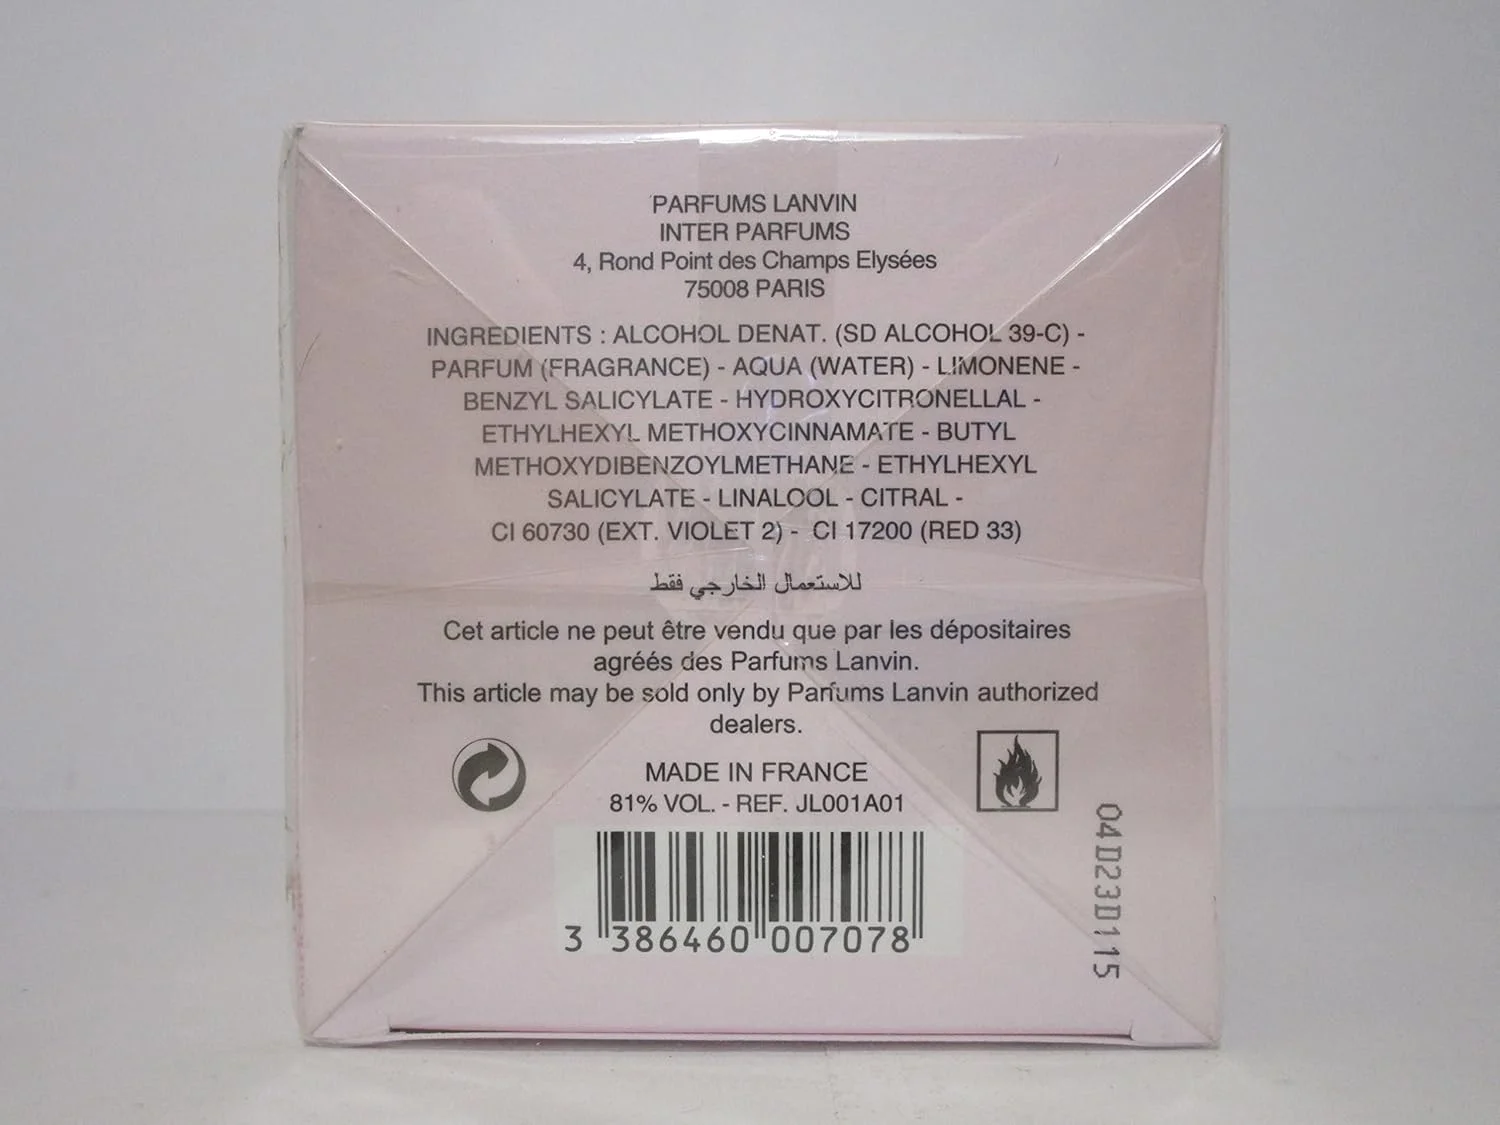 PARFUMS LANVIN
INTER PARFUMS
4, Rond Point des Champs Elysées
75008 PARIS
INGREDIENTS : ALCOHOL DENAT. (SD ALCOHOL 39-C) -
PARFUM (FRAGRANCE) - AQUA (WATER) - LIMONENE -
BENZYL SALICYLATE - HYDROXYCITRONELLAL -
ETHYLHEXYL METHOXYCINNAMATE - BUTYL
METHOXYDIBENZOYLMETHANE - ETHYLHEXYL
SALICYLATE - LINALOOL - CITRAL -
CI 60730 (EXT. VIOLET 2) - CI 17200 (RED 33)
للاستعمال الخارجي فقط
Cet article ne peut être vendu que par les dépositaires
agréés des Parfums Lanvin.
This article may be sold only by Parfums Lanvin authorized
dealers.
MADE IN FRANCE
81% VOL. - REF. JL001A01
3 386460 007078
04D23D115